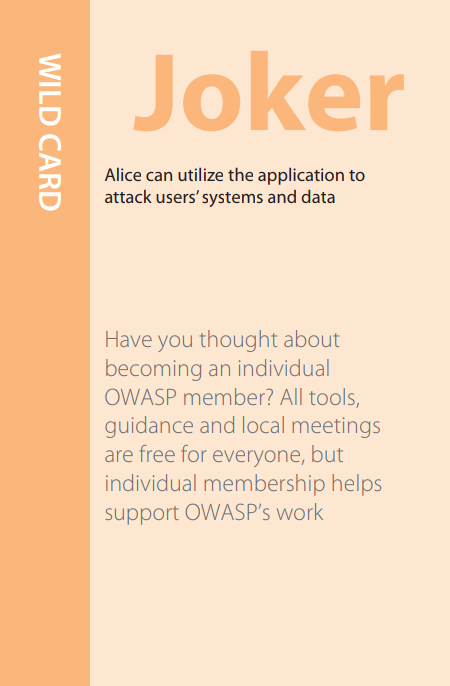 WILD CARD
Joker
Alice can utilize the application to
attack users’ systems and data
Have you thought about
becoming an individual
OWASP member? All tools,
guidance and local meetings
are free for everyone, but
individual membership helps
support OWASP’s work